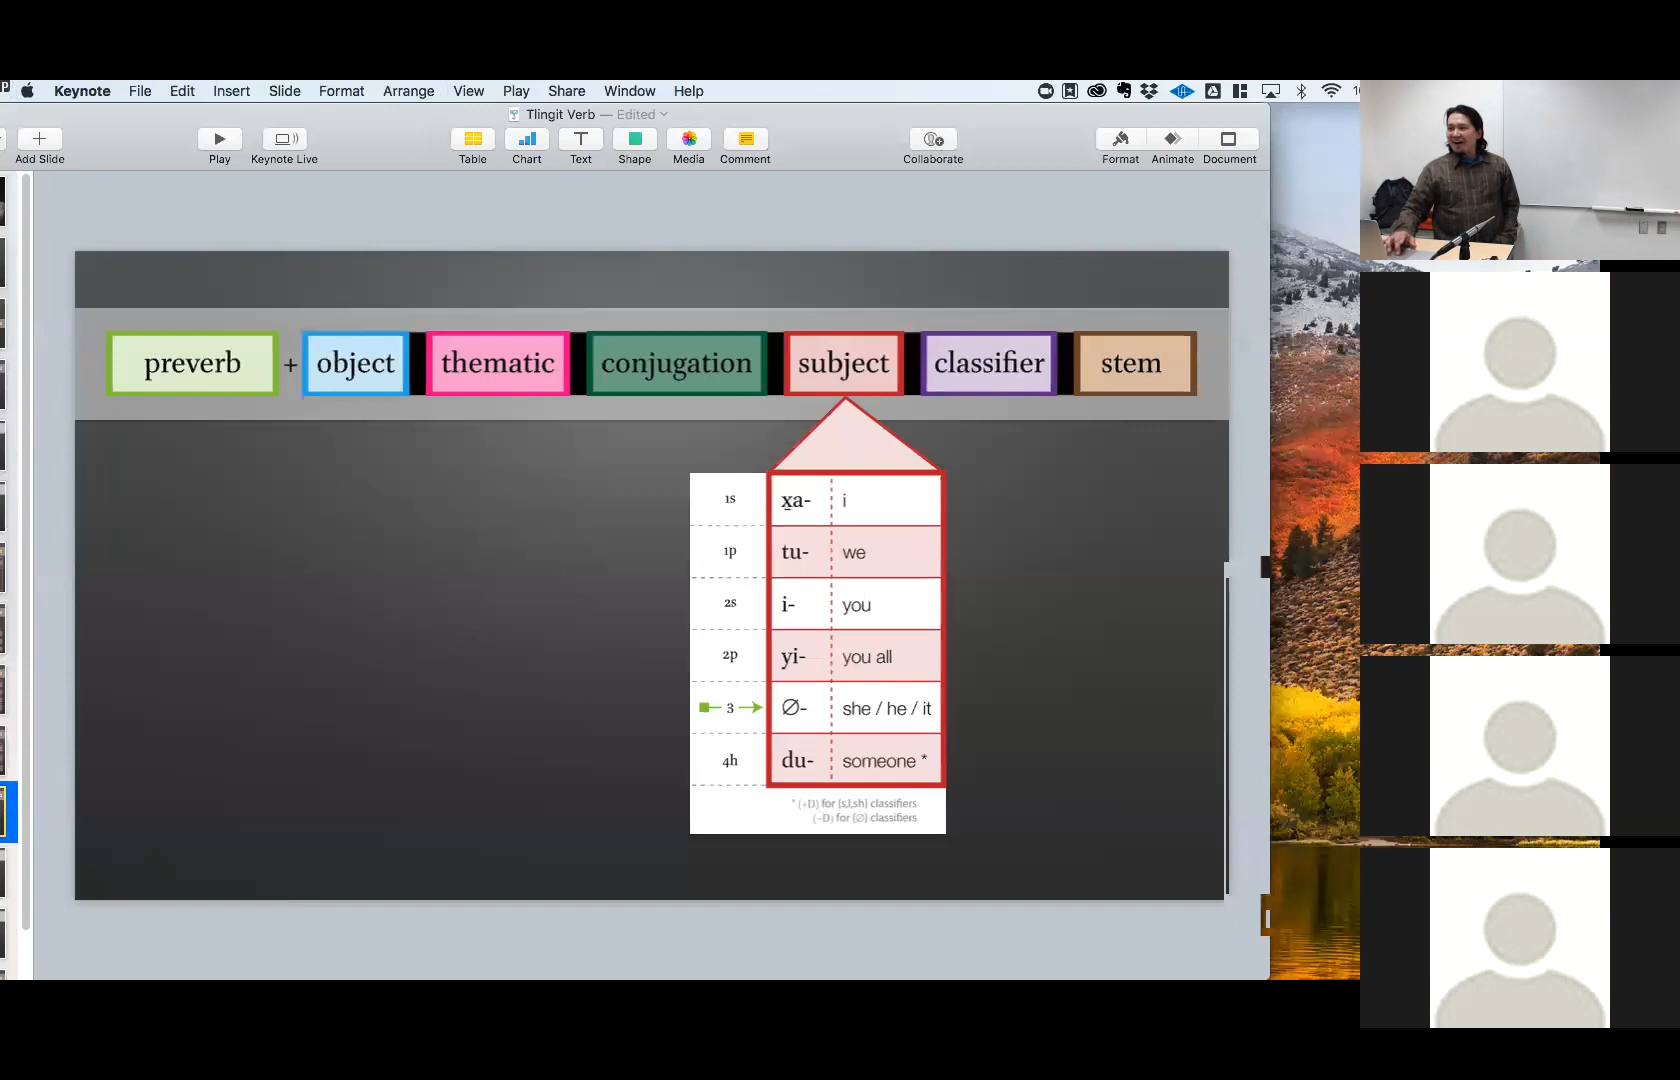 Keynote File Edit Insert Slide Format Arrange View Play Share Window Help
Tlingit Verb — Edited
Add Slide Play Keynote Live Table Chart Text Shape Media Comment Collaborate Format Animate Document
preverb + object thematic conjugation subject classifier stem
1s x̱a- i
1p tu- we
2s i- you
2p yi- you all
3 ∅- she / he / it
4h du- someone *
* (+D) for {s,l,sh} classifiers
(–D) for {∅} classifiers